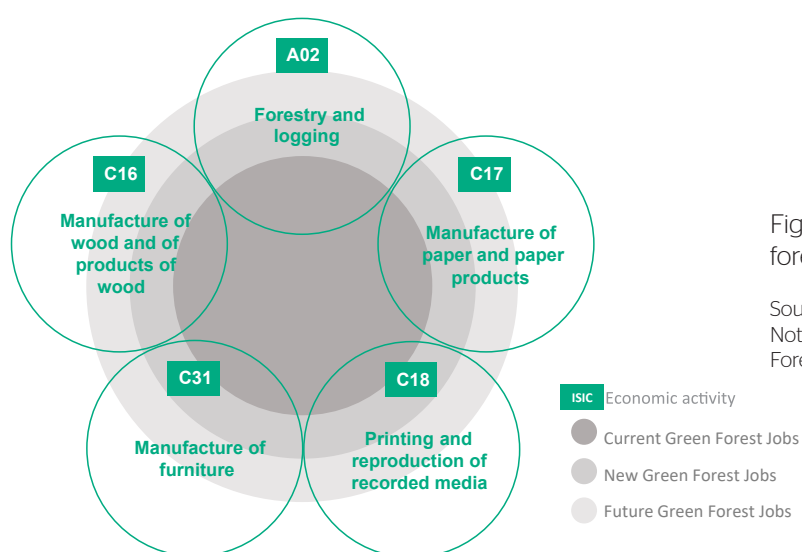 A02
Forestry and
logging
C16
Manufacture of
wood and of
products of
wood
C17
Manufacture of
paper and paper
products
C31
Manufacture of
furniture
C18
Printing and
reproduction of
recorded media
Fig
fore
Sou
Not
Fore
ISIC Economic activity
Current Green Forest Jobs
New Green Forest Jobs
Future Green Forest Jobs